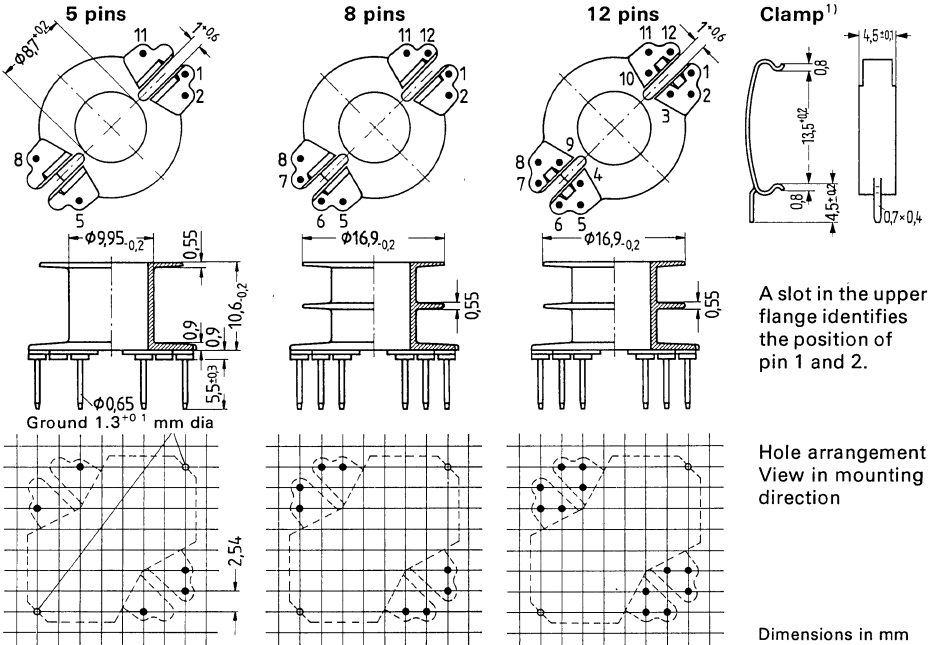 5 pins
8 pins
12 pins
Clamp1)
Φ8,7+0,2
1+0,6
11
1
2
8
5
11 12
1
2
8
7
6 5
1+0,6
11 12
10
1
2
3
9
8
7
4
6 5
4,5±0,1
0,8
13,5+0,2
0,8
4,5±0,2
0,7×0,4
Φ9,95-0,2
0,55
10,6-0,2
0,9
0,9
5,5±0,3
Φ0,65
Φ16,9-0,2
0,55
Φ16,9-0,2
0,55
A slot in the upper
flange identifies
the position of
pin 1 and 2.
Ground 1.3+0 1 mm dia
2,54
Hole arrangement
View in mounting
direction
Dimensions in mm